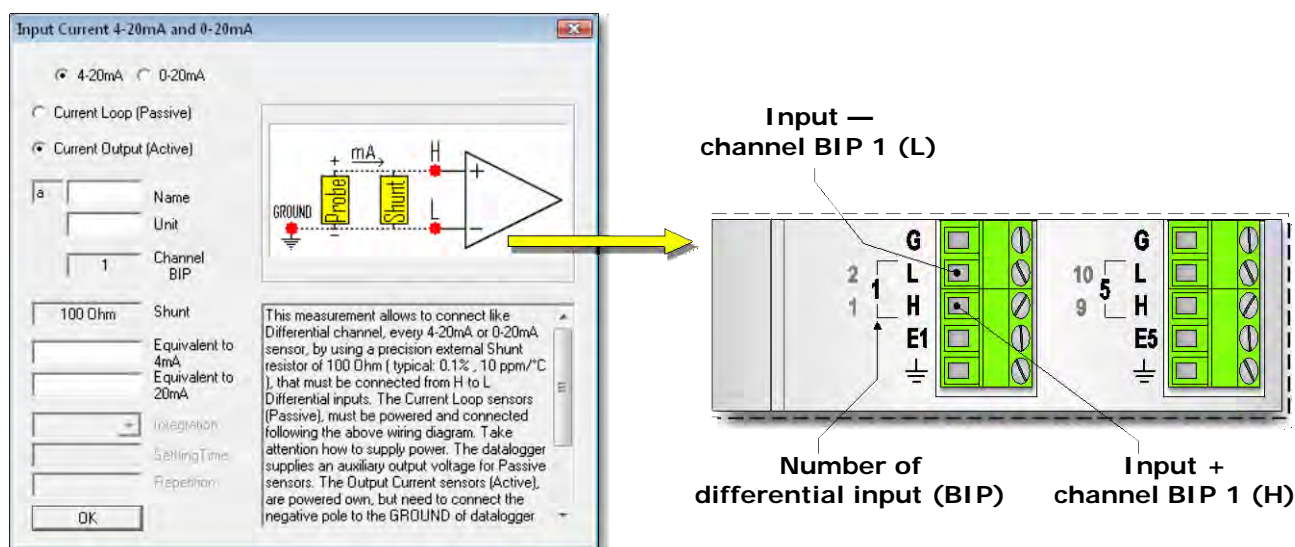 Input Current 4-20mA and 0-20mA
4-20mA 0-20mA
Current Loop (Passive)
Current Output (Active)
a
Name
Unit
1
Channel
BIP
100 Ohm
Shunt
Equivalent to
4mA
Equivalent to
20mA
Integration
SettlingTime
Repetition
OK
mA
H
+
+
Probe
Shunt
GROUND
L
-
-
This measurement allows to connect like
Differential channel, every 4-20mA or 0-20mA
sensor, by using a precision external Shunt
resistor of 100 Ohm ( typical: 0.1% , 10 ppm/°C
), that must be connected from H to L
Differential inputs. The Current Loop sensors
(Passive), must be powered and connected
following the above wiring diagram. Take
attention how to supply power. The datalogger
supplies an auxiliary output voltage for Passive
sensors. The Output Current sensors (Active),
are powered own, but need to connect the
negative pole to the GROUND of datalogger
Input —
channel BIP 1 (L)
G
2
L
1
1
H
E1
G
10
L
5
9
H
E5
Number of
differential input (BIP)
Input +
channel BIP 1 (H)